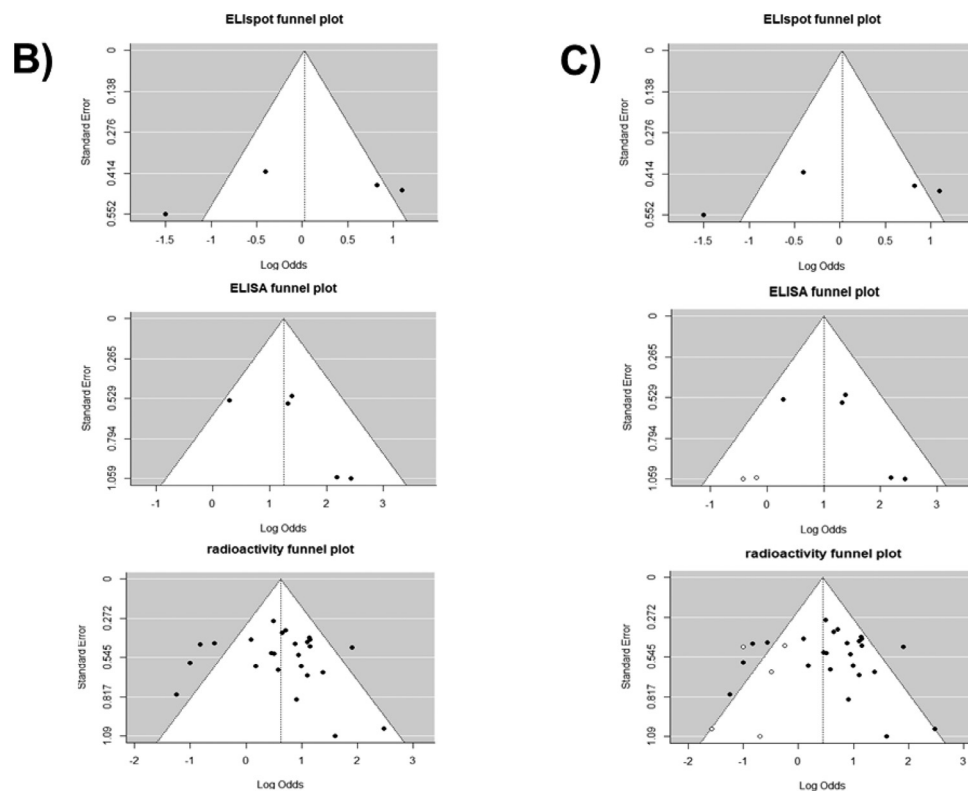 B)
ELIspot funnel plot
Standard Error
0
0.138
0.276
0.414
0.552
-1.5 -1 -0.5 0 0.5 1
Log Odds
ELISA funnel plot
Standard Error
0
0.265
0.529
0.794
1.059
-1 0 1 2 3
Log Odds
radioactivity funnel plot
Standard Error
0
0.272
0.545
0.817
1.09
-2 -1 0 1 2 3
Log Odds
C)
ELIspot funnel plot
Standard Error
0
0.138
0.276
0.414
0.552
-1.5 -1 -0.5 0 0.5 1
Log Odds
ELISA funnel plot
Standard Error
0
0.265
0.529
0.794
1.059
-1 0 1 2 3
Log Odds
radioactivity funnel plot
Standard Error
0
0.272
0.545
0.817
1.09
-2 -1 0 1 2 3
Log Odds